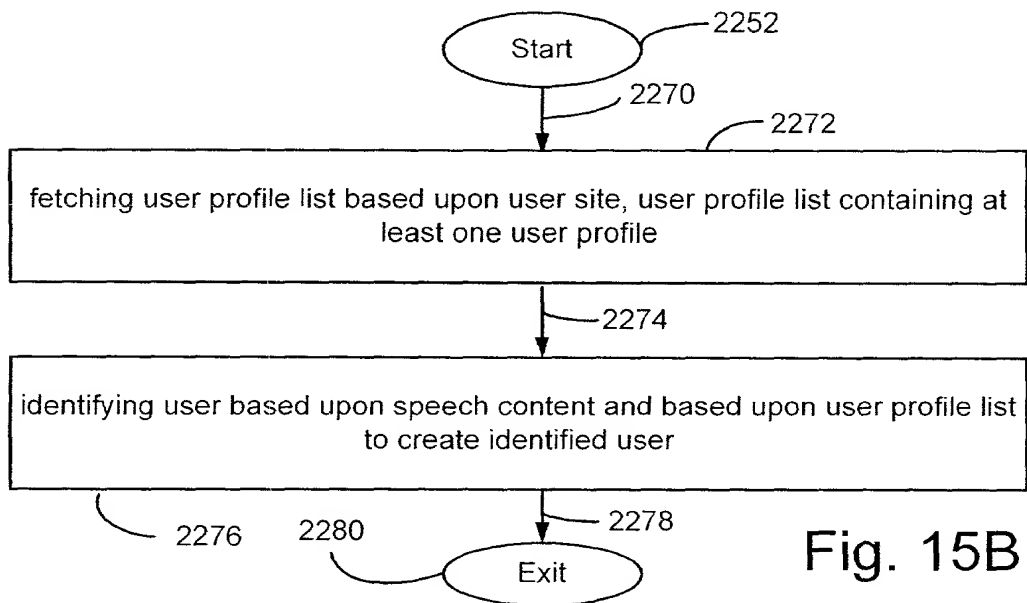 Start
2252
2270
2272
fetching user profile list based upon user site, user profile list containing at
least one user profile
2274
identifying user based upon speech content and based upon user profile list
to create identified user
2276
2280
2278
Exit
Fig. 15B